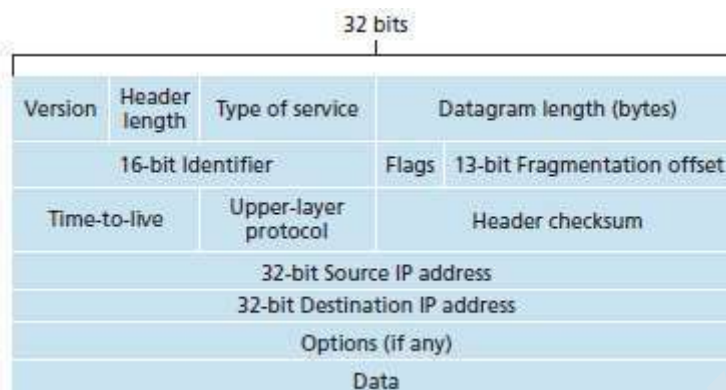 32 bits
Version Header length Type of service Datagram length (bytes)
16-bit Identifier Flags 13-bit Fragmentation offset
Time-to-live Upper-layer protocol Header checksum
32-bit Source IP address
32-bit Destination IP address
Options (if any)
Data